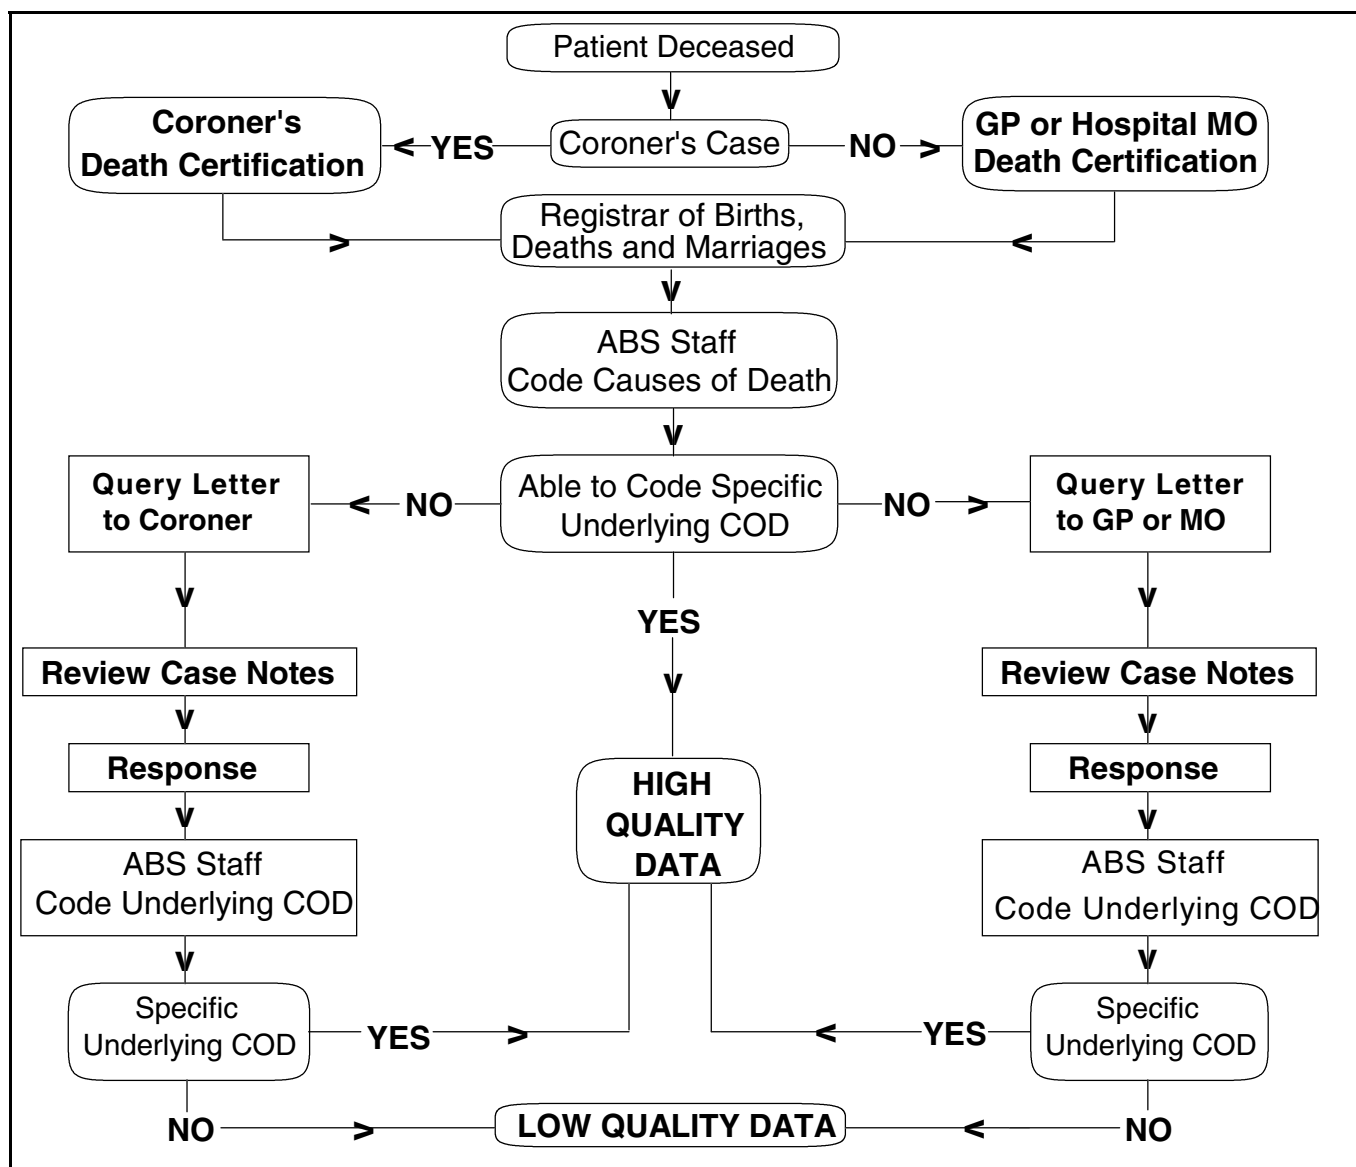 Patient Deceased
Coroner's
Death Certification
YES
Coroner's Case
NO
GP or Hospital MO
Death Certification
Registrar of Births,
Deaths and Marriages
ABS Staff
Code Causes of Death
Query Letter
to Coroner
NO
Able to Code Specific
Underlying COD
NO
Query Letter
to GP or MO
YES
Review Case Notes
Review Case Notes
Response
HIGH
QUALITY
DATA
Response
ABS Staff
Code Underlying COD
ABS Staff
Code Underlying COD
Specific
Underlying COD
YES
YES
Specific
Underlying COD
NO
LOW QUALITY DATA
NO